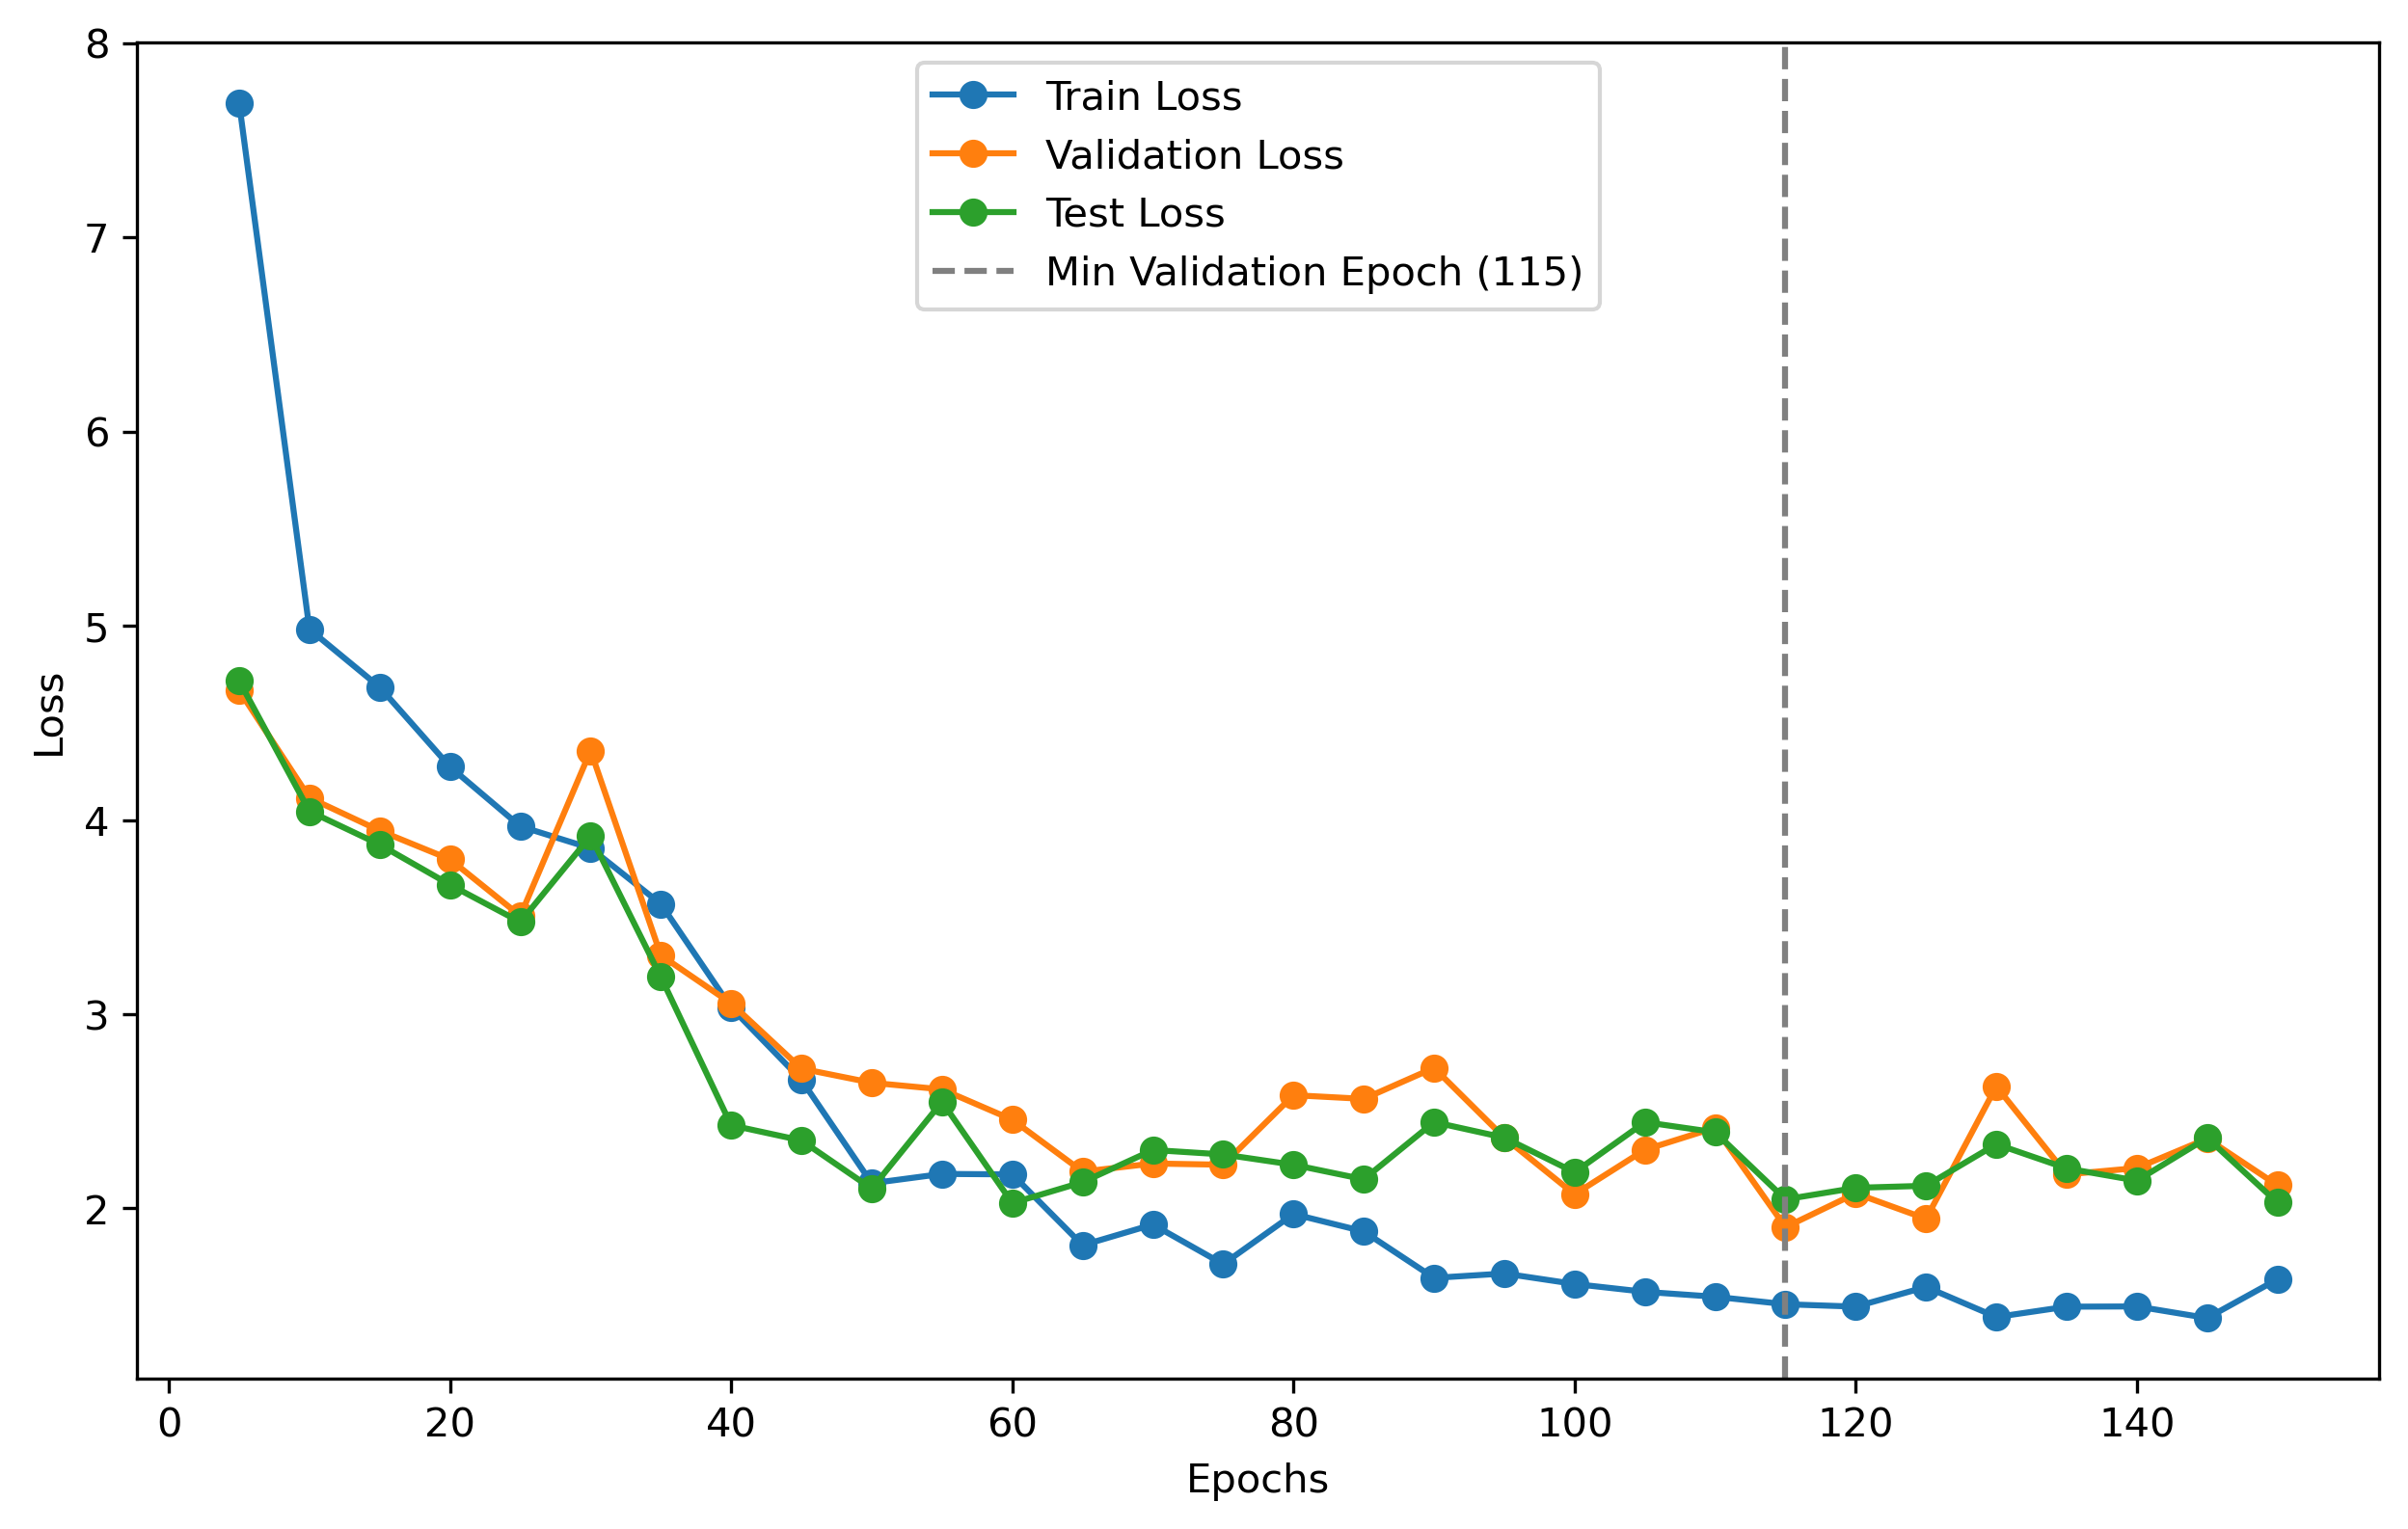 8
7
6
5
4
3
2
Loss
Train Loss
Validation Loss
Test Loss
Min Validation Epoch (115)
0 20 40 60 80 100 120 140
Epochs